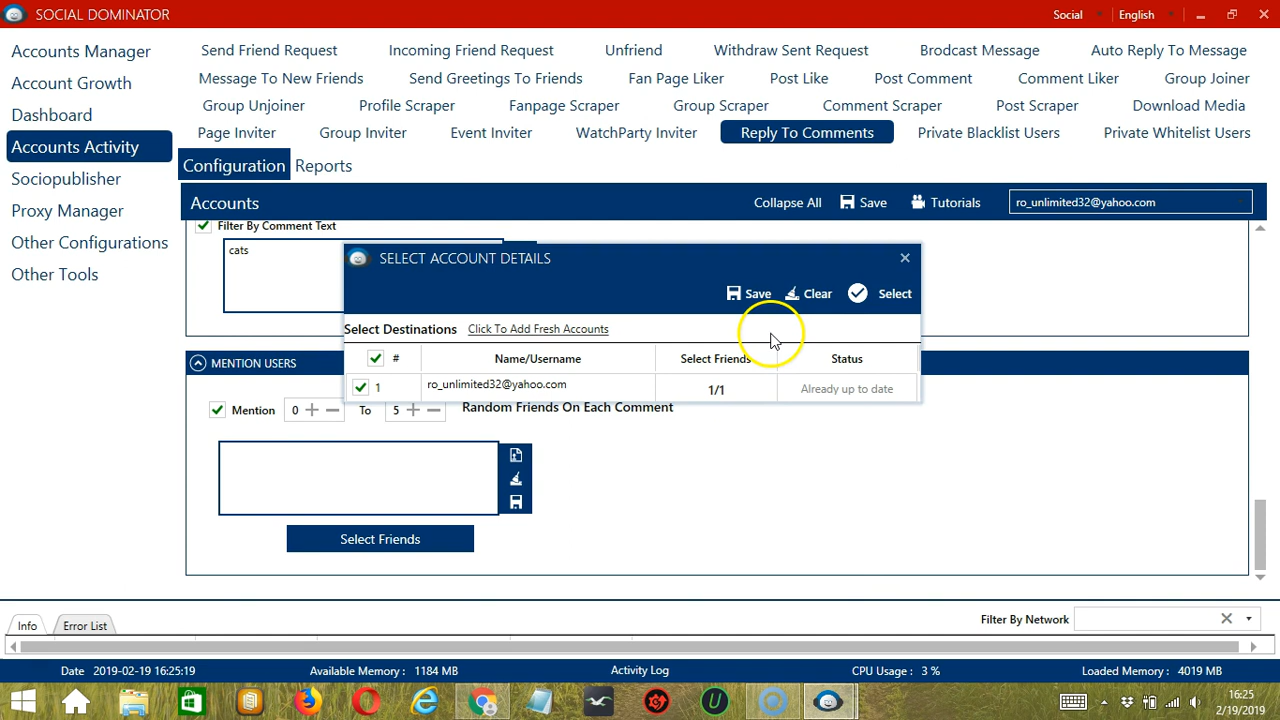 SOCIAL DOMINATOR
Social
English
Accounts Manager
Account Growth
Dashboard
Accounts Activity
Sociopublisher
Proxy Manager
Other Configurations
Other Tools
Send Friend Request
Incoming Friend Request
Unfriend
Withdraw Sent Request
Brodcast Message
Auto Reply To Message
Message To New Friends
Send Greetings To Friends
Fan Page Liker
Post Like
Post Comment
Comment Liker
Group Joiner
Group Unjoiner
Profile Scraper
Fanpage Scraper
Group Scraper
Comment Scraper
Post Scraper
Download Media
Page Inviter
Group Inviter
Event Inviter
WatchParty Inviter
Reply To Comments
Private Blacklist Users
Private Whitelist Users
Configuration
Reports
Accounts
Collapse All
Save
Tutorials
ro_unlimited32@yahoo.com
Filter By Comment Text
cats
SELECT ACCOUNT DETAILS
Save
Clear
Select
Select Destinations
Click To Add Fresh Accounts
#
Name/Username
Select Friends
Status
1
ro_unlimited32@yahoo.com
1/1
Already up to date
MENTION USERS
Mention
0
To
5
Random Friends On Each Comment
Select Friends
Info
Error List
Filter By Network
Date 2019-02-19 16:25:19
Available Memory : 1184 MB
Activity Log
CPU Usage : 3 %
Loaded Memory : 4019 MB
16:25
2/19/2019